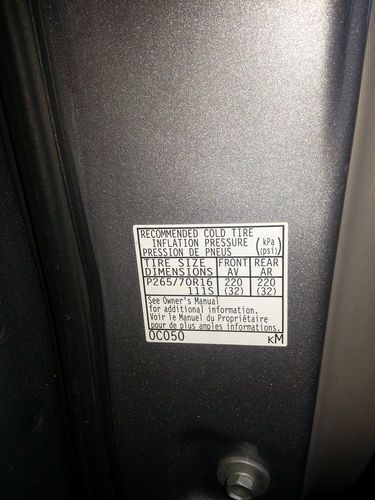 RECOMMENDED COLD TIRE
INFLATION PRESSURE (kPa)
PRESSION DE PNEUS (psi)
TIRE SIZE FRONT REAR
DIMENSIONS AV AR
P265/70R16 220 220
111S (32) (32)
See Owner's Manual
for additional information.
Voir le Manuel du Propriétaire
pour de plus amples informations.
0C050 KM